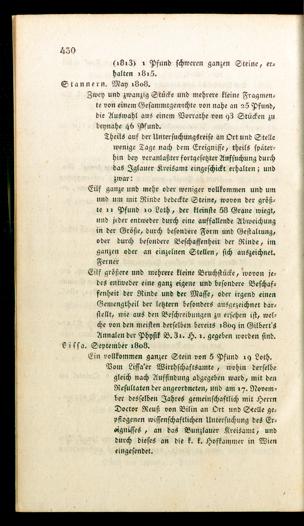 430
(1813) 1 Pfund schweren ganzen Steine, er-
halten 1815.
Stannern. May 1808.
Zwey und zwanzig Stücke und mehrere kleine Fragmen-
te von einem Gesammtgewichte von nahe an 25 Pfund,
die Auswahl aus einem Vorrathe von 93 Stücken zu
beynahe 46 Pfund.
Theils auf der Untersuchungsreise an Ort und Stelle
wenige Tage nach dem Ereignisse, theils später-
hin bey veranlaßter fortgesetzter Auffindung durch
das Iglauer Kreisamt eingeschickt erhalten; und
zwar:
Eilf ganze und mehr oder weniger vollkommen und um
und um mit Rinde bedeckte Steine, wovon der größ-
te 11 Pfund 10 Loth, der kleinste 58 Grane wiegt,
und jeder entweder durch eine auffallende Abweichung
in der Größe, durch besondere Form und Gestaltung,
oder durch besondere Beschaffenheit der Rinde, im
ganzen oder an einzelnen Stellen, sich auszeichnet.
Ferner
Eilf größere und mehrere kleine Bruchstücke, wovon je-
des entweder eine ganz eigene und besondere Beschaf-
fenheit der Rinde und der Masse, oder irgend einen
Gemengtheil der letztern besonders ausgezeichnet dar-
stellt, wie aus den Beschreibungen zu ersehen ist, wel-
che von den meisten derselben bereits 1809 in Gilbert's
Annalen der Physik B. 31. H. 1. gegeben worden sind.
Lissa. September 1808.
Ein vollkommen ganzer Stein von 5 Pfund 19 Loth.
Vom Lissa'er Wirthschaftsamte, wohin derselbe
gleich nach Auffindung abgegeben ward, mit den
Resultaten der angeordneten, und am 17. Novem-
ber desselben Jahres gemeinschaftlich mit Herrn
Doctor Reuß von Bilin an Ort und Stelle ge-
pflogenen wissenschaftlichen Untersuchung des Er-
eignisses, an das Bunzlauer Kreisamt, und
durch dieses an die k. k. Hofkammer in Wien
eingesendet.